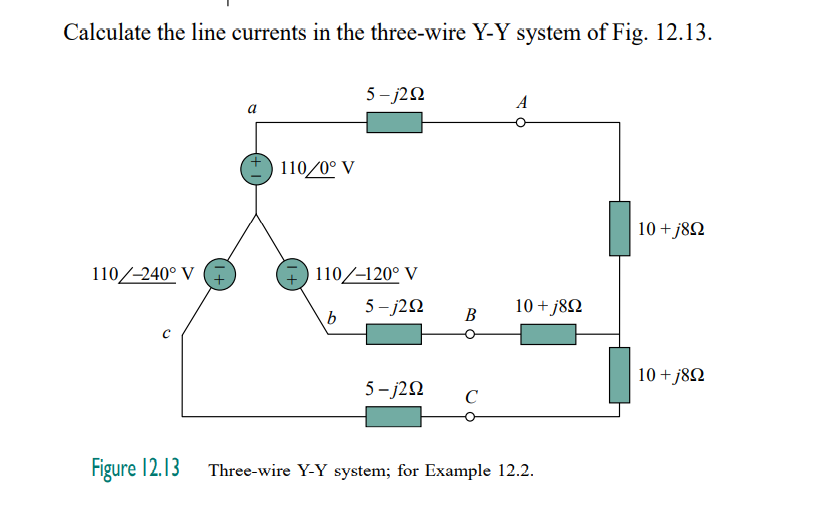 Calculate the line currents in the three-wire Y-Y system of Fig. 12.13.
5 – j2Ω
a
A
+
–
110/0° V
10 + j8Ω
110/–240° V
–
+
–
+
110/–120° V
5 – j2Ω
10 + j8Ω
b
B
c
5 – j2Ω
C
10 + j8Ω
Figure 12.13 Three-wire Y-Y system; for Example 12.2.